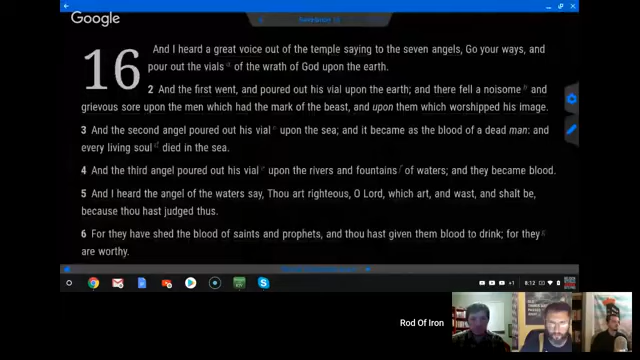 Google
16
And I heard a great voice out of the temple saying to the seven angels, Go your ways, and
pour out the vials of the wrath of God upon the earth.
2 And the first went, and poured out his vial upon the earth; and there fell a noisome and
grievous sore upon the men which had the mark of the beast, and upon them which worshipped his image.
3 And the second angel poured out his vial upon the sea; and it became as the blood of a dead man: and
every living soul died in the sea.
4 And the third angel poured out his vial upon the rivers and fountains of waters; and they became blood.
5 And I heard the angel of the waters say, Thou art righteous, O Lord, which art, and wast, and shalt be,
because thou hast judged thus.
6 For they have shed the blood of saints and prophets, and thou hast given them blood to drink; for they
are worthy.
+1
8:12
Rod Of Iron